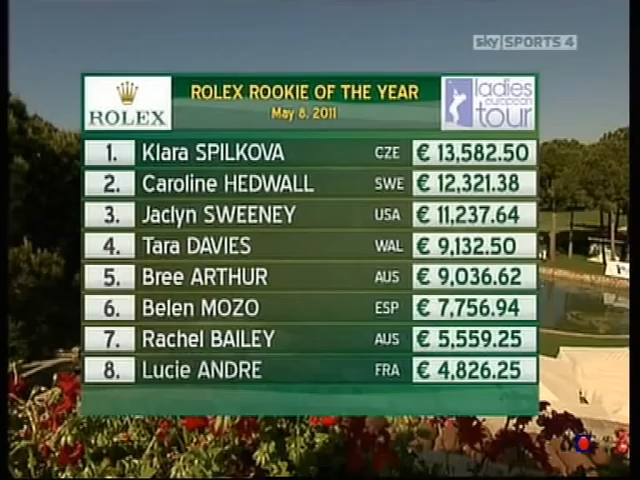 sky SPORTS 4
ROLEX
ROLEX ROOKIE OF THE YEAR
May 8, 2011
ladies
european
tour
1. Klara SPILKOVA CZE € 13,582.50
2. Caroline HEDWALL SWE € 12,321.38
3. Jaclyn SWEENEY USA € 11,237.64
4. Tara DAVIES WAL € 9,132.50
5. Bree ARTHUR AUS € 9,036.62
6. Belen MOZO ESP € 7,756.94
7. Rachel BAILEY AUS € 5,559.25
8. Lucie ANDRE FRA € 4,826.25